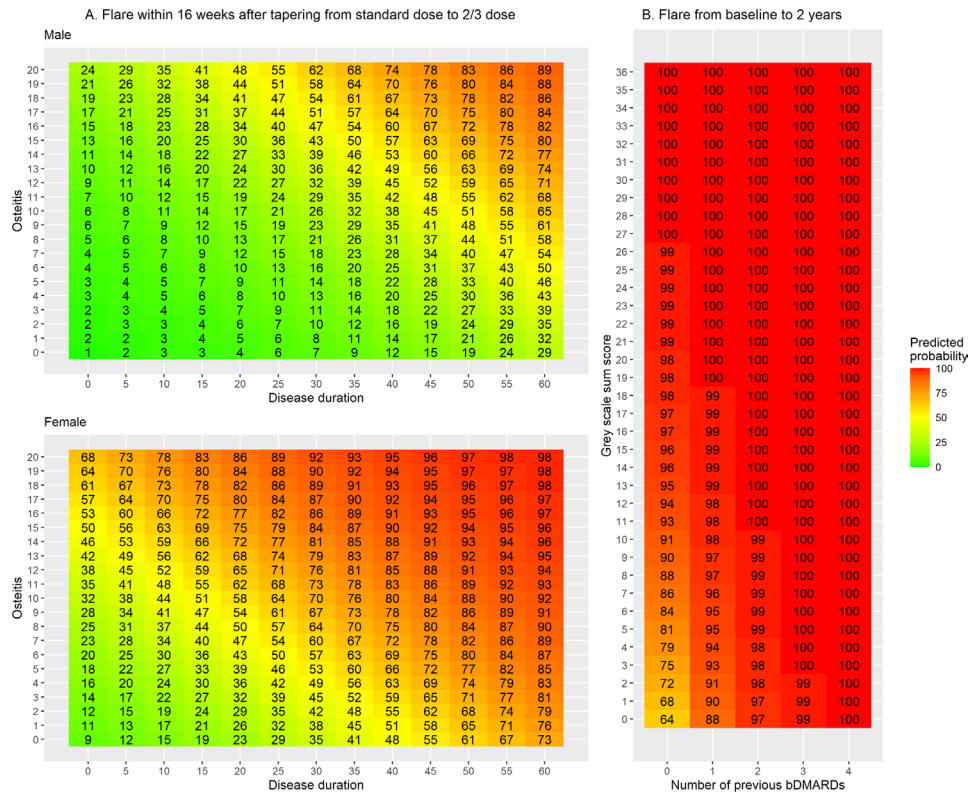 A. Flare within 16 weeks after tapering from standard dose to 2/3 dose
Male
Osteitis
20 24 29 35 41 48 55 62 68 74 78 83 86 89
19 21 26 32 38 44 51 58 64 70 76 80 84 88
18 19 23 28 34 41 47 54 61 67 73 78 82 86
17 17 21 25 31 37 44 51 57 64 70 75 80 84
16 15 18 23 28 34 40 47 54 60 67 72 78 82
15 13 16 20 25 30 36 43 50 57 63 69 75 80
14 11 14 18 22 27 33 39 46 53 60 66 72 77
13 10 12 16 20 24 30 36 42 49 56 63 69 74
12 9 11 14 17 22 27 32 39 45 52 59 65 71
11 7 10 12 15 19 24 29 35 42 48 55 62 68
10 6 8 11 14 17 21 26 32 38 45 51 58 65
9 6 7 9 12 15 19 23 29 35 41 48 55 61
8 5 6 8 10 13 17 21 26 31 37 44 51 58
7 4 5 7 9 12 15 18 23 28 34 40 47 54
6 4 5 6 8 10 13 16 20 25 31 37 43 50
5 3 4 5 7 9 11 14 18 22 28 33 40 46
4 3 4 5 6 8 10 13 16 20 25 30 36 43
3 2 3 4 5 7 9 11 14 18 22 27 33 39
2 2 3 3 4 6 7 10 12 16 19 24 29 35
1 2 2 3 4 5 6 8 11 14 17 21 26 32
0 1 2 3 3 4 6 7 9 12 15 19 24 29
0 5 10 15 20 25 30 35 40 45 50 55 60
Disease duration
Female
Osteitis
20 68 73 78 83 86 89 92 93 95 96 97 98 98
19 64 70 76 80 84 88 90 92 94 95 97 97 98
18 61 67 73 78 82 86 89 91 93 95 96 97 98
17 57 64 70 75 80 84 87 90 92 94 95 96 97
16 53 60 66 72 77 82 86 89 91 93 95 96 97
15 50 56 63 69 75 79 84 87 90 92 94 95 96
14 46 53 59 66 72 77 81 85 88 91 93 94 96
13 42 49 56 62 68 74 79 83 87 89 92 94 95
12 38 45 52 59 65 71 76 81 85 88 91 93 94
11 35 41 48 55 62 68 73 78 83 86 89 92 93
10 32 38 44 51 58 64 70 76 80 84 88 90 92
9 28 34 41 47 54 61 67 73 78 82 86 89 91
8 25 31 37 44 50 57 64 70 75 80 84 87 90
7 23 28 34 40 47 54 60 67 72 78 82 86 89
6 20 25 30 36 43 50 57 63 69 75 80 84 87
5 18 22 27 33 39 46 53 60 66 72 77 82 85
4 16 20 24 30 36 42 49 56 63 69 74 79 83
3 14 17 22 27 32 39 45 52 59 65 71 77 81
2 12 15 19 24 29 35 42 48 55 62 68 74 79
1 11 13 17 21 26 32 38 45 51 58 65 71 76
0 9 12 15 19 23 29 35 41 48 55 61 67 73
0 5 10 15 20 25 30 35 40 45 50 55 60
Disease duration
B. Flare from baseline to 2 years
Grey scale sum score
36 100 100 100 100 100
35 100 100 100 100 100
34 100 100 100 100 100
33 100 100 100 100 100
32 100 100 100 100 100
31 100 100 100 100 100
30 100 100 100 100 100
29 100 100 100 100 100
28 100 100 100 100 100
27 100 100 100 100 100
26 99 100 100 100 100
25 99 100 100 100 100
24 99 100 100 100 100
23 99 100 100 100 100
22 99 100 100 100 100
21 99 100 100 100 100
20 98 100 100 100 100
19 98 100 100 100 100
18 98 99 100 100 100
17 97 99 100 100 100
16 97 99 100 100 100
15 96 99 100 100 100
14 96 99 100 100 100
13 95 99 100 100 100
12 94 98 100 100 100
11 93 98 100 100 100
10 91 98 99 100 100
9 90 97 99 100 100
8 88 97 99 100 100
7 86 96 99 100 100
6 84 95 99 100 100
5 81 95 99 100 100
4 79 94 98 100 100
3 75 93 98 100 100
2 72 91 98 99 100
1 68 90 97 99 100
0 64 88 97 99 100
0 1 2 3 4
Number of previous bDMARDs
Predicted
probability
100
75
50
25
0